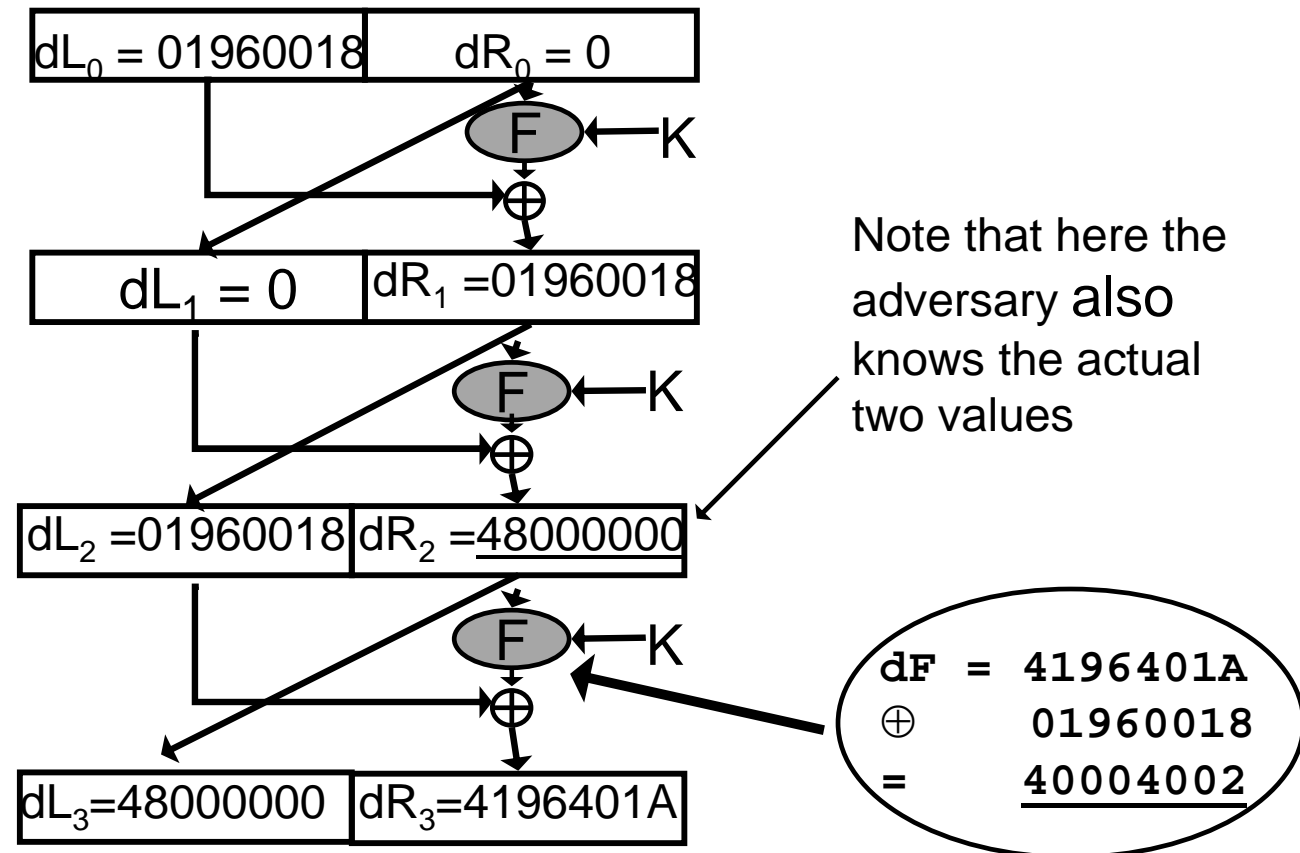 dL₀ = 01960018 dR₀ = 0
F K
⊕
dL₁ = 0 dR₁ =01960018
F K
⊕
dL₂ =01960018 dR₂ =48000000
F K
⊕
dL₃=48000000 dR₃=4196401A
Note that here the
adversary also
knows the actual
two values
dF = 4196401A
⊕ 01960018
= 40004002